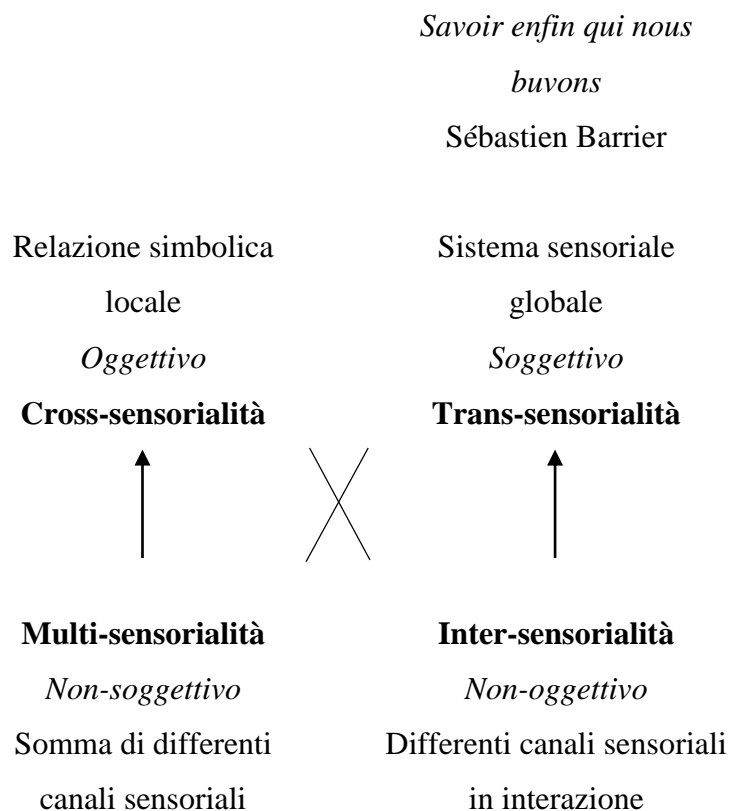 Savoir enfin qui nous
buvons
Sébastien Barrier
Relazione simbolica
locale
Oggettivo
Cross-sensorialità
Sistema sensoriale
globale
Soggettivo
Trans-sensorialità
Multi-sensorialità
Non-soggettivo
Somma di differenti
canali sensoriali
Inter-sensorialità
Non-oggettivo
Differenti canali sensoriali
in interazione